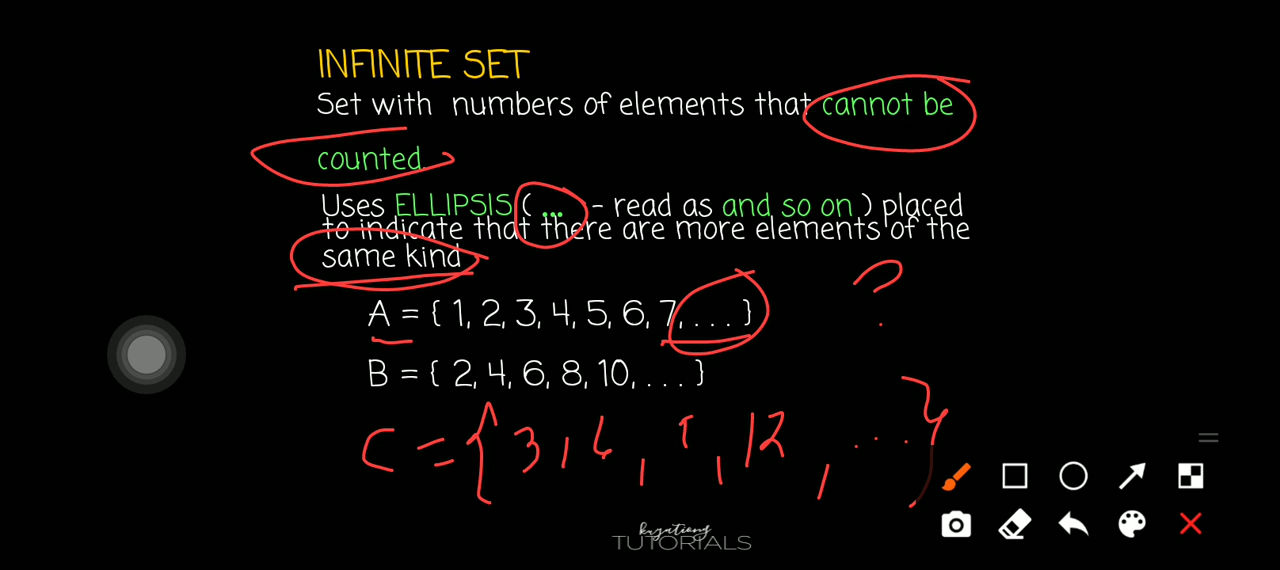 INFINITE SET
Set with numbers of elements that cannot be
counted.
Uses ELLIPSIS ( ... - read as and so on ) placed
to indicate that there are more elements of the
same kind
A = { 1, 2, 3, 4, 5, 6, 7, . . . }
B = { 2, 4, 6, 8, 10, . . . }
C = { 3, 6, , 12, . . . }
TUTORIALS